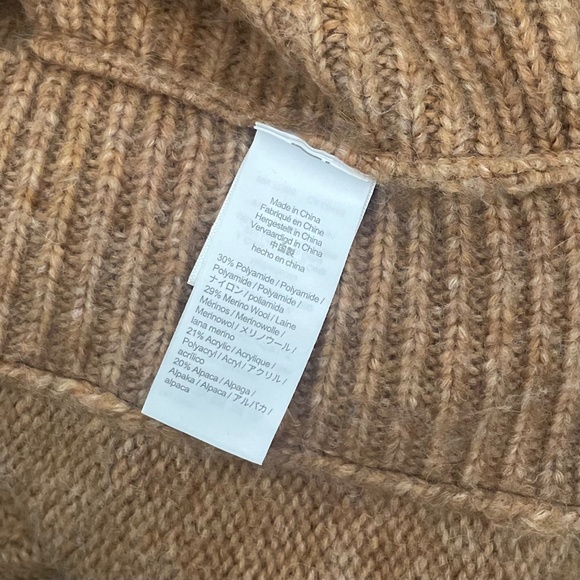 Made in China
Fabriqué en Chine
Hergestellt in China
Vervaardigd in China
中国製
hecho en china
30% Polyamide / Polyamide /
Polyamide / Polyamide /
ナイロン / poliamida
29% Merino Wool / Laine
Mérinos / Merinowolle /
Merinowol / メリノウール /
lana merino
21% Acrylic / Acrylique /
Polyacryl / Acryl / アクリル /
acrílico
20% Alpaca / Alpaga /
Alpaka / Alpaca / アルパカ /
alpaca